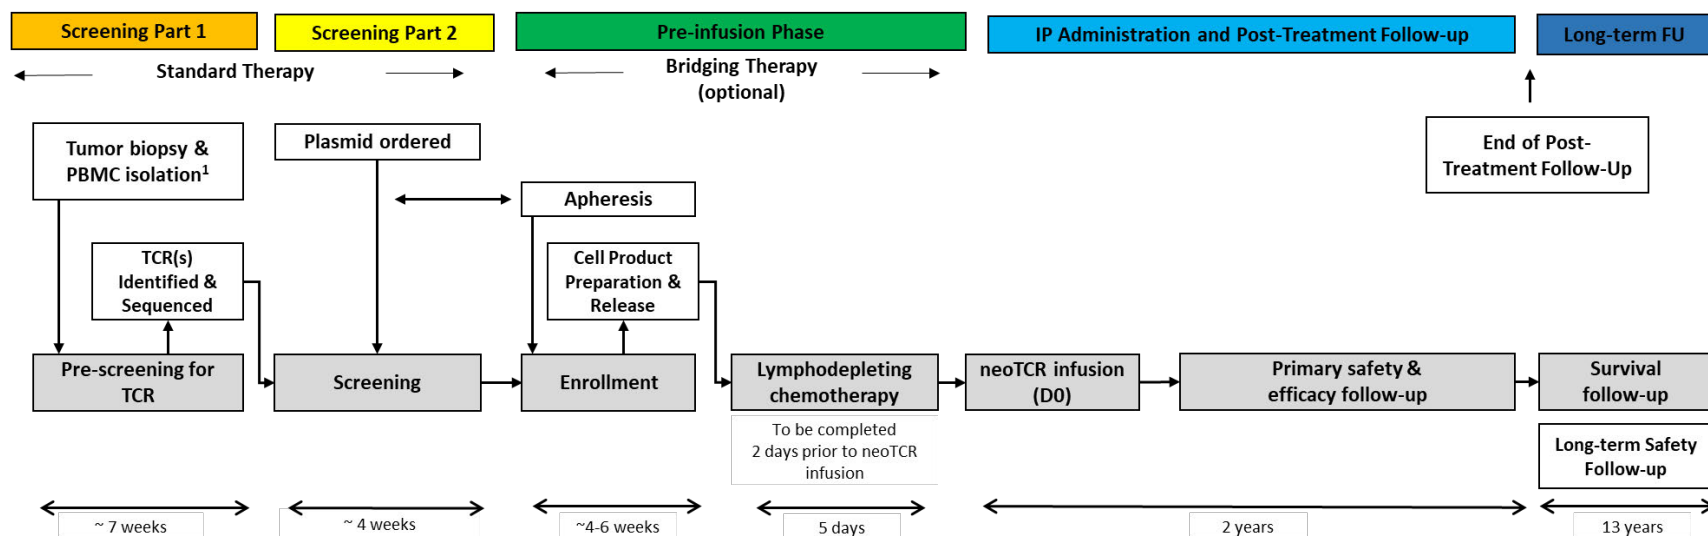 Screening Part 1
Screening Part 2
Pre-infusion Phase
IP Administration and Post-Treatment Follow-up
Long-term FU
Standard Therapy
Bridging Therapy
(optional)
Tumor biopsy &
PBMC isolation¹
Plasmid ordered
End of Post-
Treatment Follow-Up
Apheresis
TCR(s)
Identified &
Sequenced
Cell Product
Preparation &
Release
Pre-screening for
TCR
Screening
Enrollment
Lymphodepleting
chemotherapy
neoTCR infusion
(D0)
Primary safety &
efficacy follow-up
Survival
follow-up
To be completed
2 days prior to neoTCR
infusion
Long-term Safety
Follow-up
~ 7 weeks
~ 4 weeks
~4-6 weeks
5 days
2 years
13 years